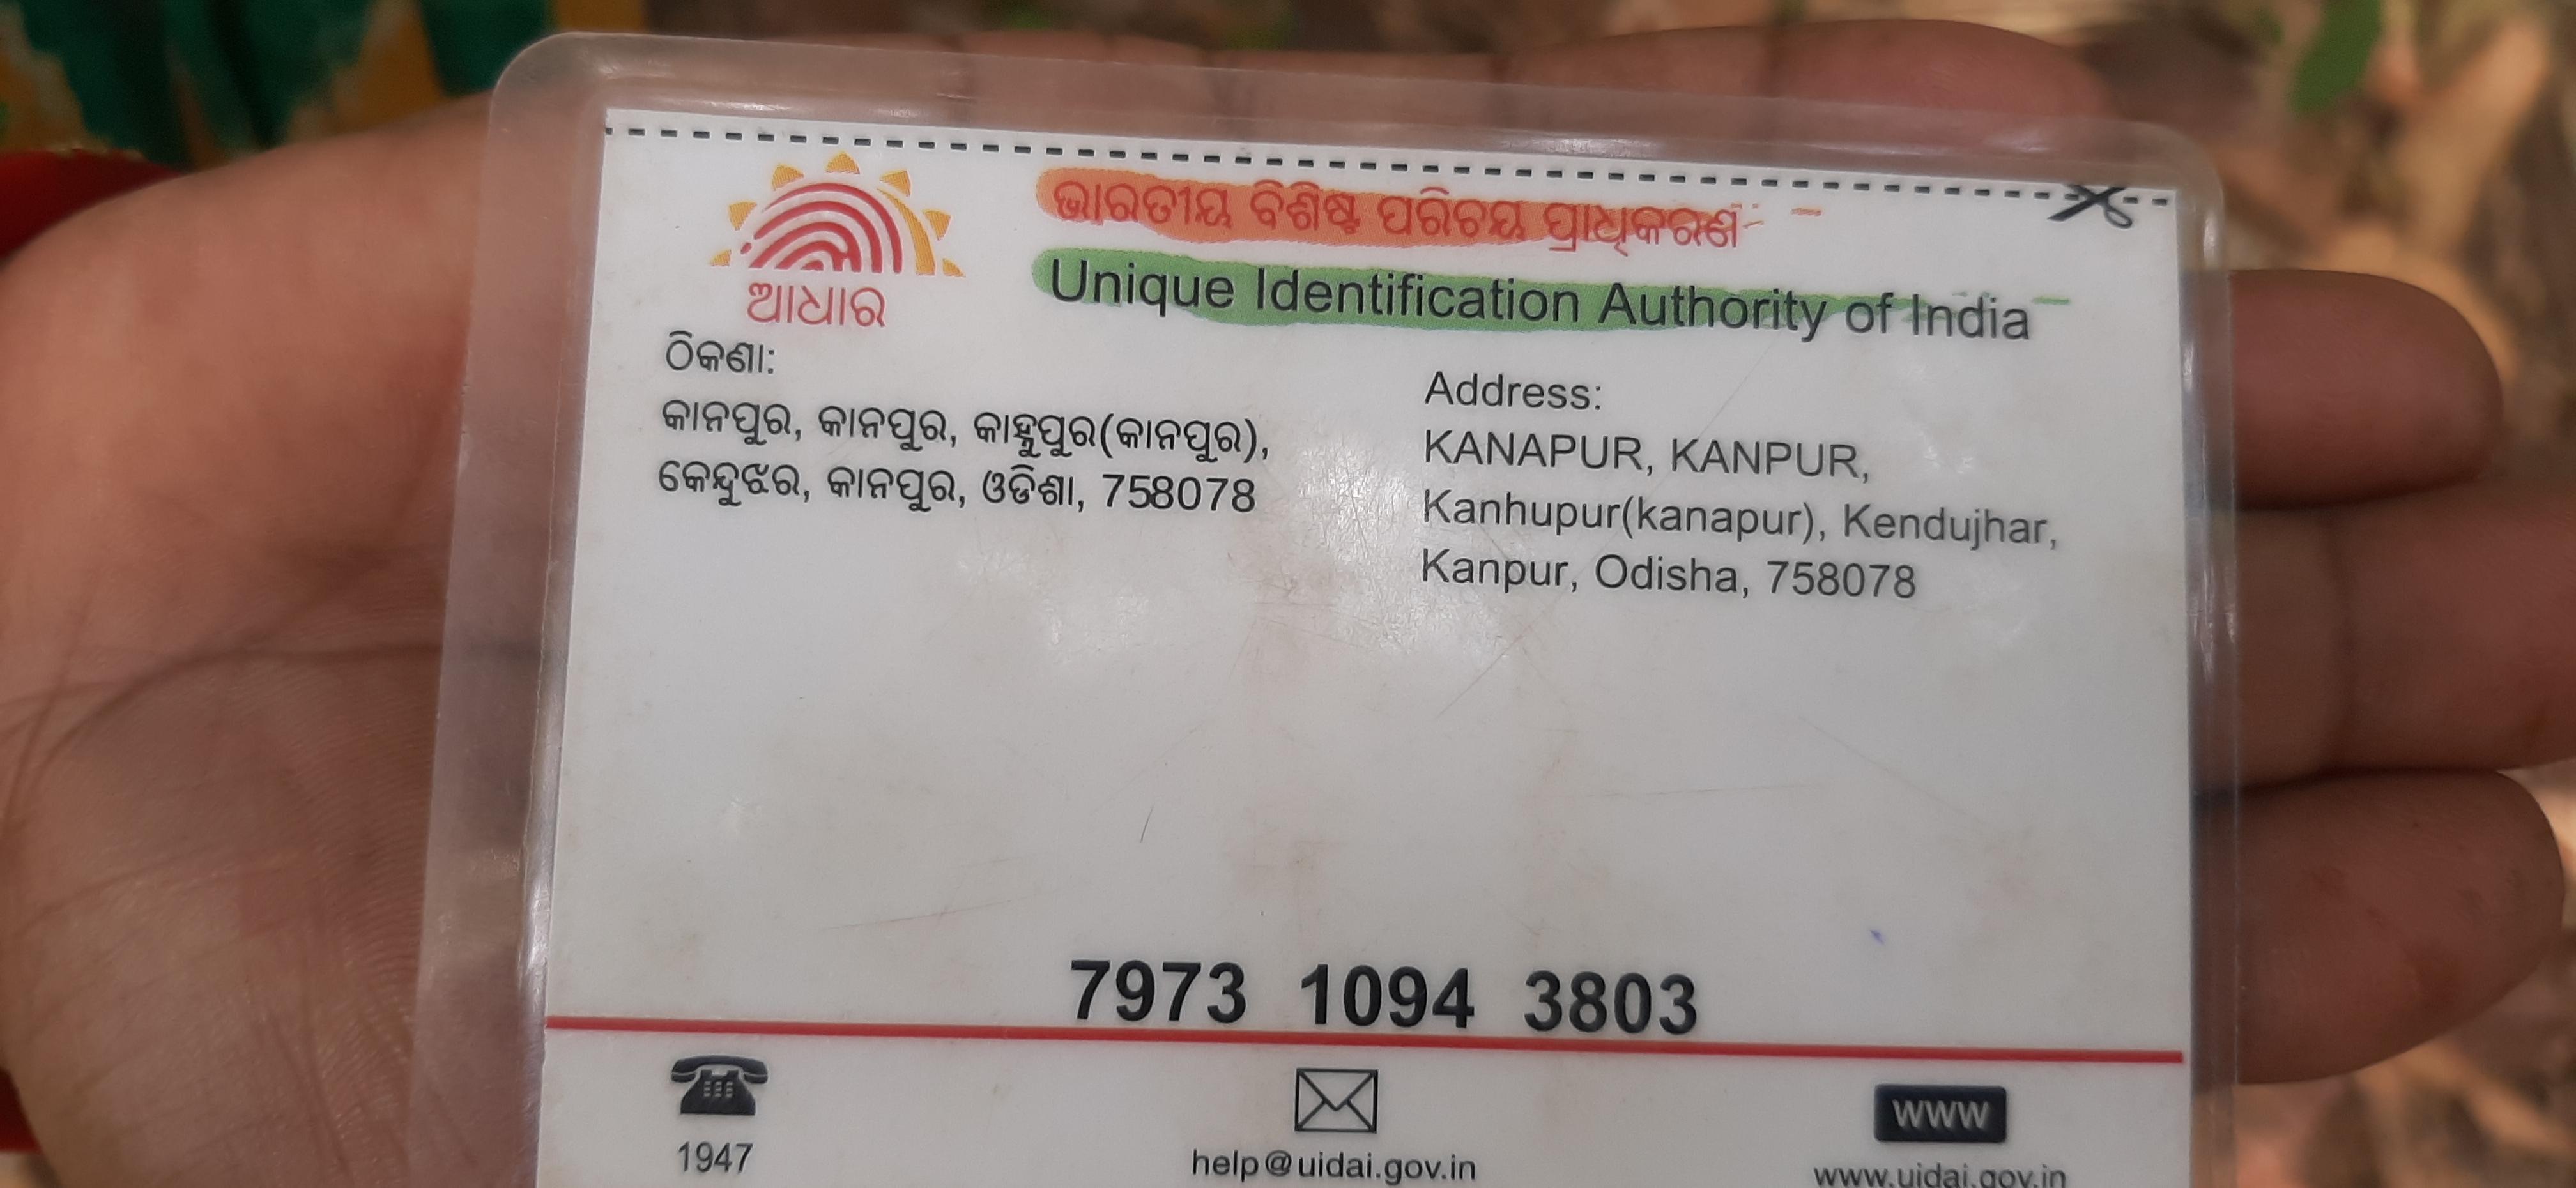 ଆଧାର
ଭାରତୀୟ ବିଶିଷ୍ଟ ପରିଚୟ ପ୍ରାଧିକରଣ
Unique Identification Authority of India
ଠିକଣା:
କାନପୁର, କାନପୁର, କାହ୍ନୁପୁର(କାନପୁର),
କେନ୍ଦୁଝର, କାନପୁର, ଓଡିଶା, 758078
Address:
KANAPUR, KANPUR,
Kanhupur(kanapur), Kendujhar,
Kanpur, Odisha, 758078
7973 1094 3803
1947
help@uidai.gov.in
WWW
www.uidai.gov.in